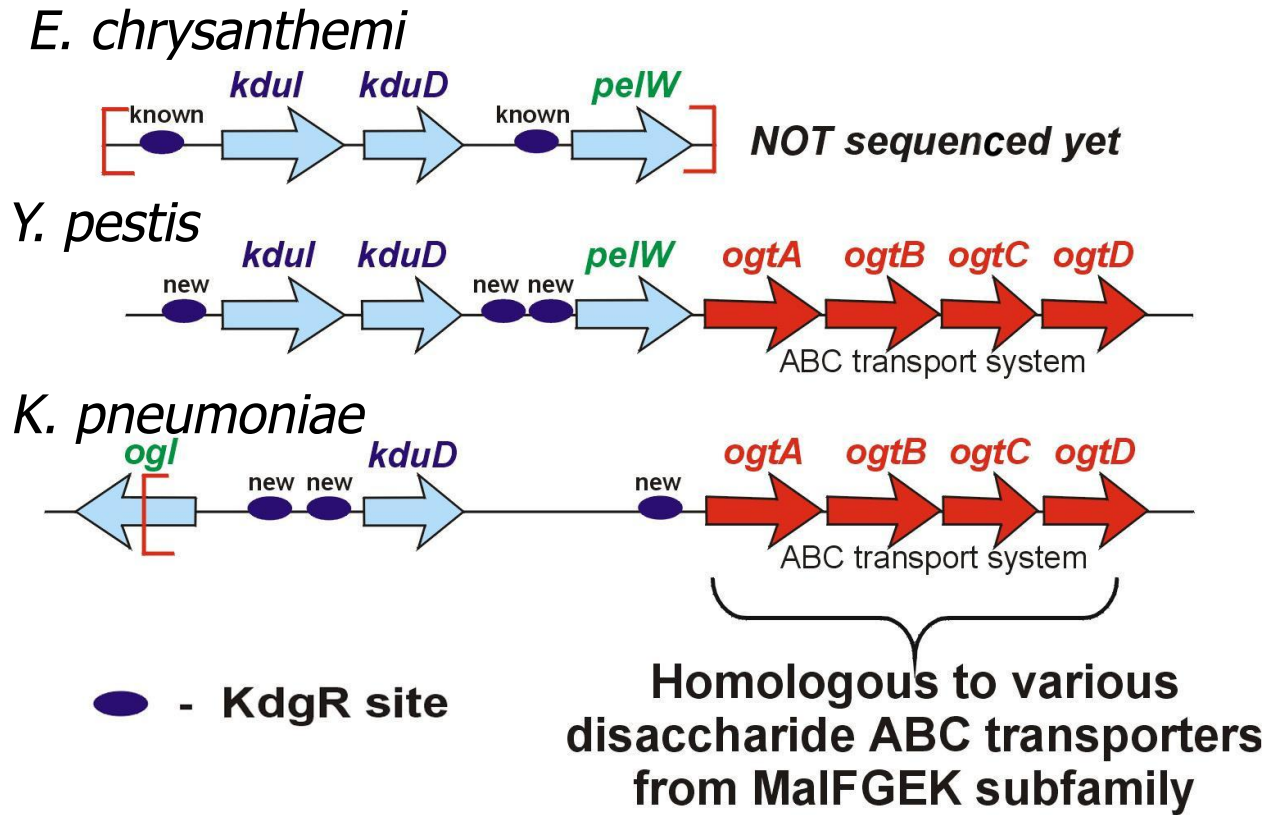 E. chrysanthemi
kduI kduD pelW
known known
NOT sequenced yet
Y. pestis
kduI kduD pelW ogtA ogtB ogtC ogtD
new new new
ABC transport system
K. pneumoniae
ogl kduD ogtA ogtB ogtC ogtD
new new new
ABC transport system
- KdgR site
Homologous to various
disaccharide ABC transporters
from MalFGEK subfamily